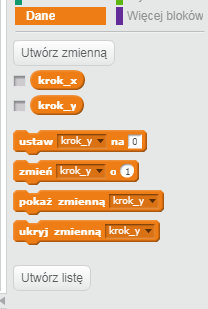 Dane Więcej bloków
Utwórz zmienną
krok_x
krok_y
ustaw krok_y na 0
zmień krok_y o 1
pokaż zmienną krok_y
ukryj zmienną krok_y
Utwórz listę